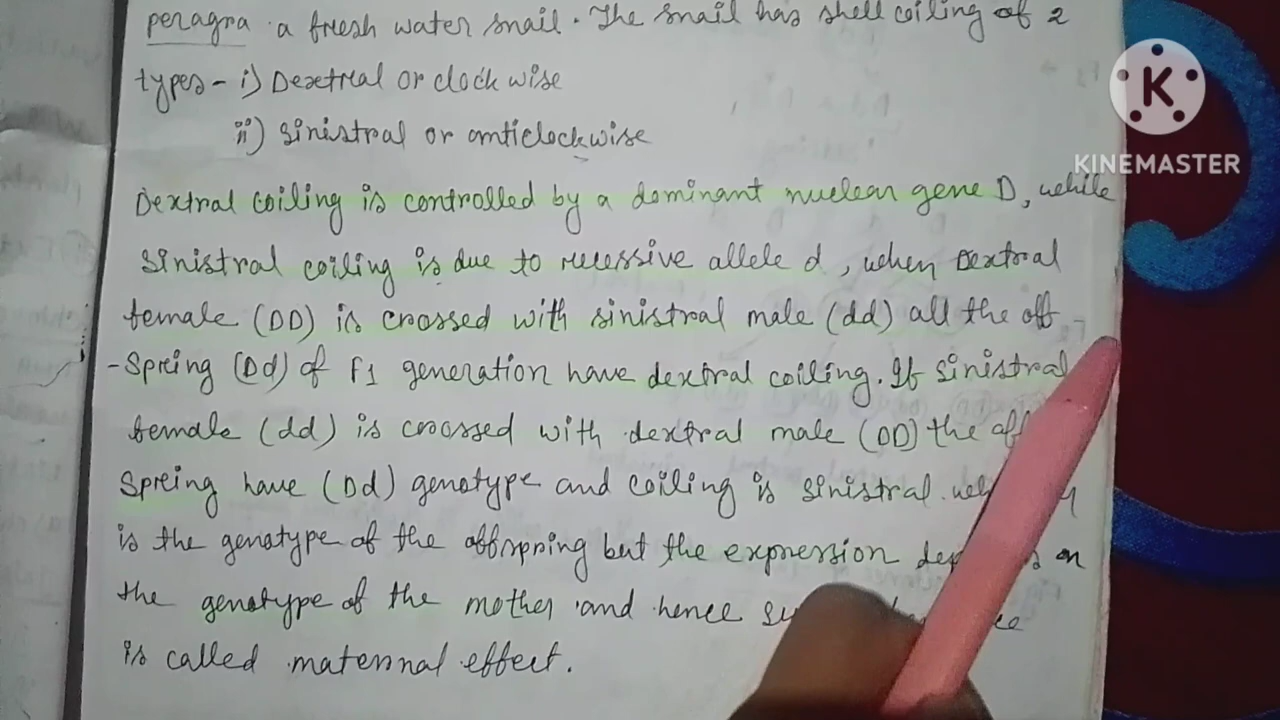 peragra a fresh water snail. The snail has shell coiling of 2
types - i) Dextral or clockwise
ii) sinistral or anticlockwise
Dextral coiling is controlled by a dominant nuclear gene D, while
sinistral coiling is due to recessive allele d, when Dextral
female (DD) is crossed with sinistral male (dd) all the off -
- Spring (Dd) of F1 generation have dextral coiling. If sinistral
female (dd) is croossed with dextral male (DD) the
Spring have (Dd) genotype and coiling is sinistral.
is the genotype of the offspring but the expression on
the genotype of the mother and hence
is called maternal effect.
K
KINEMASTER